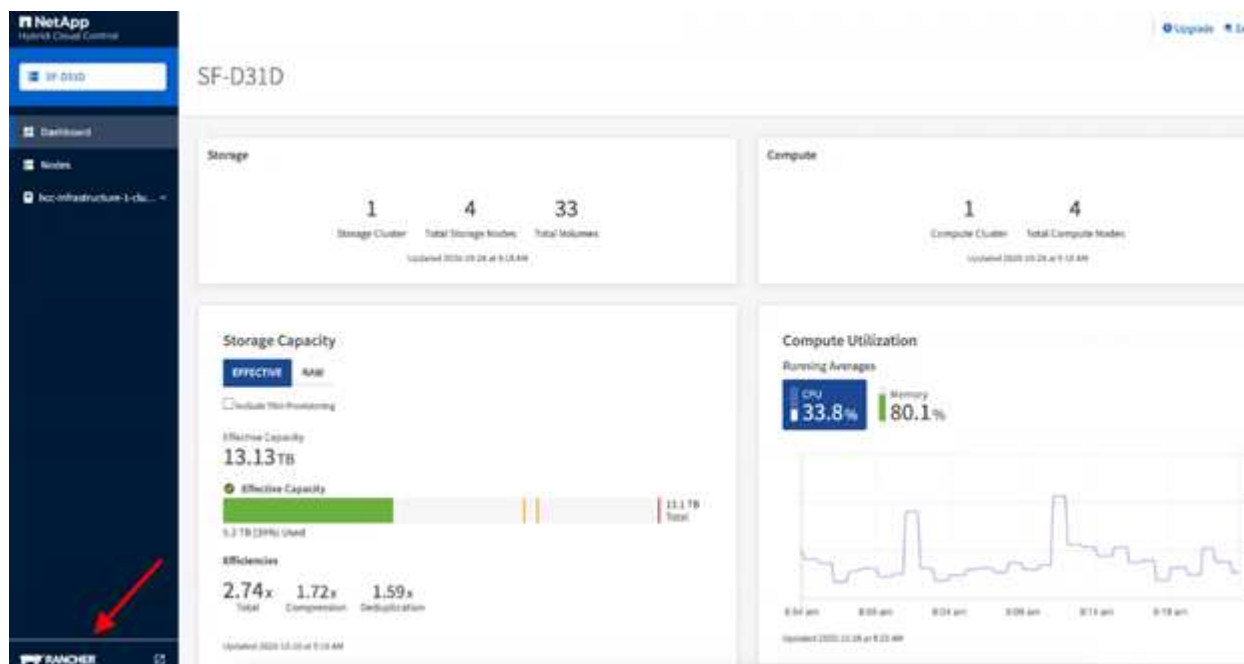 NetApp
Hybrid Cloud Control
Upgrade
SF-D31D
SF-D31D
Dashboard
Nodes
hcc-infrastructure-1-clu...
Storage
1 4 33
Storage Cluster Total Storage Nodes Total Volumes
Compute
1 4
Compute Cluster Total Compute Nodes
Storage Capacity
EFFECTIVE RAW
Include Thin Provisioning
Effective Capacity
13.13TB
Effective Capacity
13.1 TB
Total
Used
Efficiencies
2.74x 1.72x 1.59x
Total Compression Deduplication
Compute Utilization
Running Averages
CPU
33.8%
Memory
80.1%
RANCHER